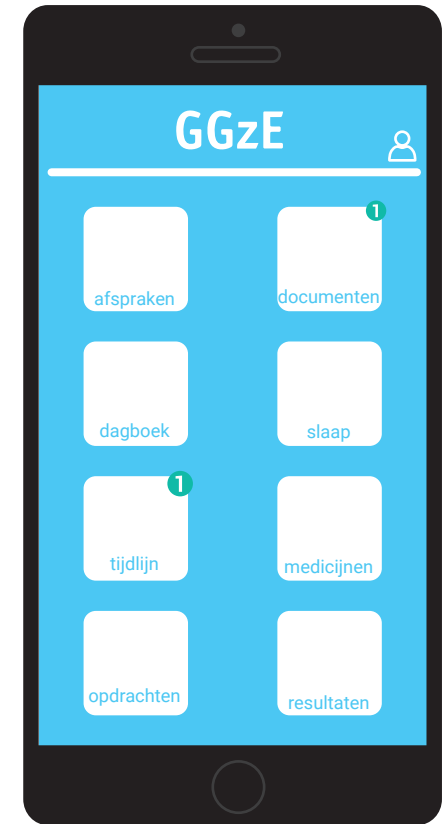 GGzE
1
afspraken
documenten
dagboek
slaap
1
tijdlijn
medicijnen
opdrachten
resultaten